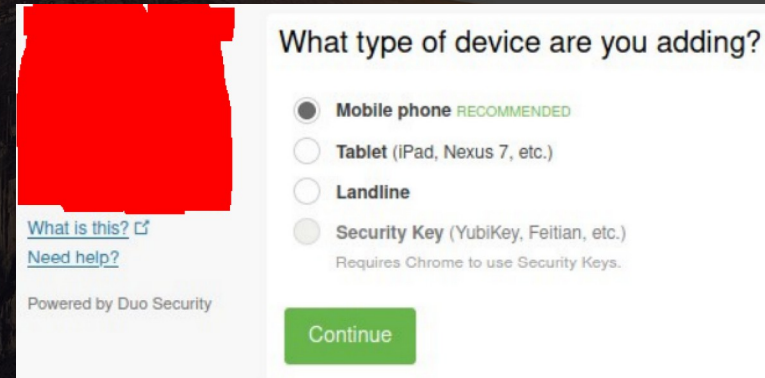 What type of device are you adding?
Mobile phone RECOMMENDED
Tablet (iPad, Nexus 7, etc.)
Landline
Security Key (YubiKey, Feitian, etc.)
Requires Chrome to use Security Keys.
Continue
What is this?
Need help?
Powered by Duo Security